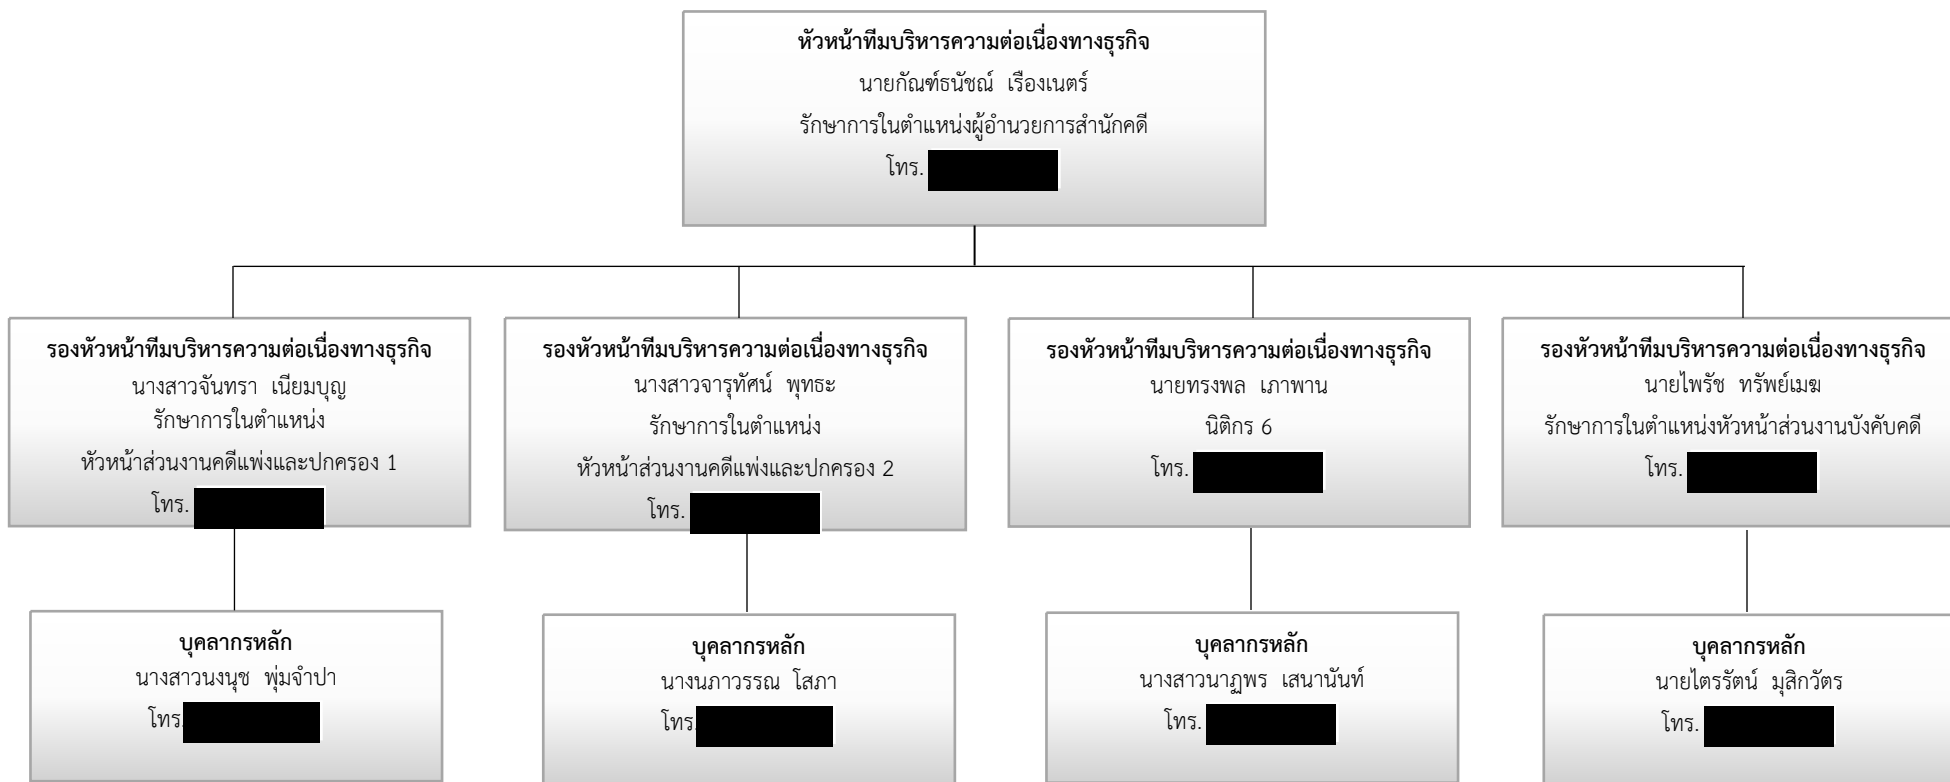 หัวหน้าทีมบริหารความต่อเนื่องทางธุรกิจ
นายกัณฑ์ธนัชณ์ เรืองเนตร์
รักษาการในตำแหน่งผู้อำนวยการสำนักคดี
โทร.
รองหัวหน้าทีมบริหารความต่อเนื่องทางธุรกิจ
นางสาวจันทรา เนียมบุญ
รักษาการในตำแหน่ง
หัวหน้าส่วนงานคดีแพ่งและปกครอง 1
โทร.
รองหัวหน้าทีมบริหารความต่อเนื่องทางธุรกิจ
นางสาวจารุทัศน์ พุทธะ
รักษาการในตำแหน่ง
หัวหน้าส่วนงานคดีแพ่งและปกครอง 2
โทร.
รองหัวหน้าทีมบริหารความต่อเนื่องทางธุรกิจ
นายทรงพล เภาพาน
นิติกร 6
โทร.
รองหัวหน้าทีมบริหารความต่อเนื่องทางธุรกิจ
นายไพรัช ทรัพย์เมฆ
รักษาการในตำแหน่งหัวหน้าส่วนงานบังคับคดี
โทร.
บุคลากรหลัก
นางสาวนงนุช พุ่มจำปา
โทร.
บุคลากรหลัก
นางนภาวรรณ โสภา
โทร.
บุคลากรหลัก
นางสาวนาฏพร เสนานันท์
โทร.
บุคลากรหลัก
นายไตรรัตน์ มุสิกวัตร
โทร.